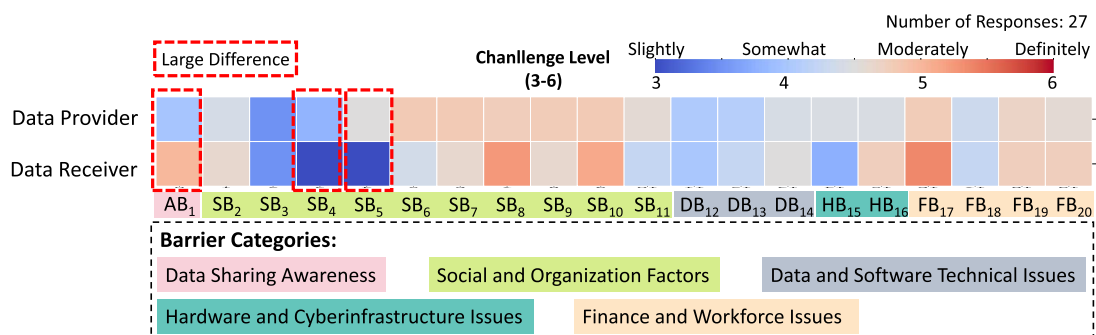 Number of Responses: 27
Large Difference
Chanllenge Level
(3-6)
Slightly Somewhat Moderately Definitely
3 4 5 6
Data Provider
Data Receiver
AB1 SB2 SB3 SB4 SB5 SB6 SB7 SB8 SB9 SB10 SB11 DB12 DB13 DB14 HB15 HB16 FB17 FB18 FB19 FB20
Barrier Categories:
Data Sharing Awareness Social and Organization Factors Data and Software Technical Issues
Hardware and Cyberinfrastructure Issues Finance and Workforce Issues